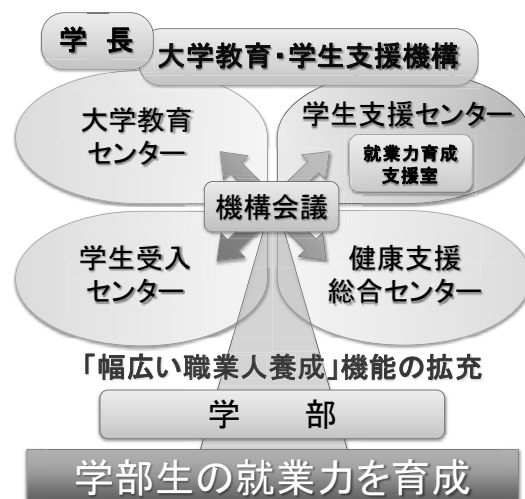 学 長
大学教育・学生支援機構
大学教育
センター
学生支援センター
就業力育成
支援室
機構会議
学生受入
センター
健康支援
総合センター
「幅広い職業人養成」機能の拡充
学 部
学部生の就業力を育成